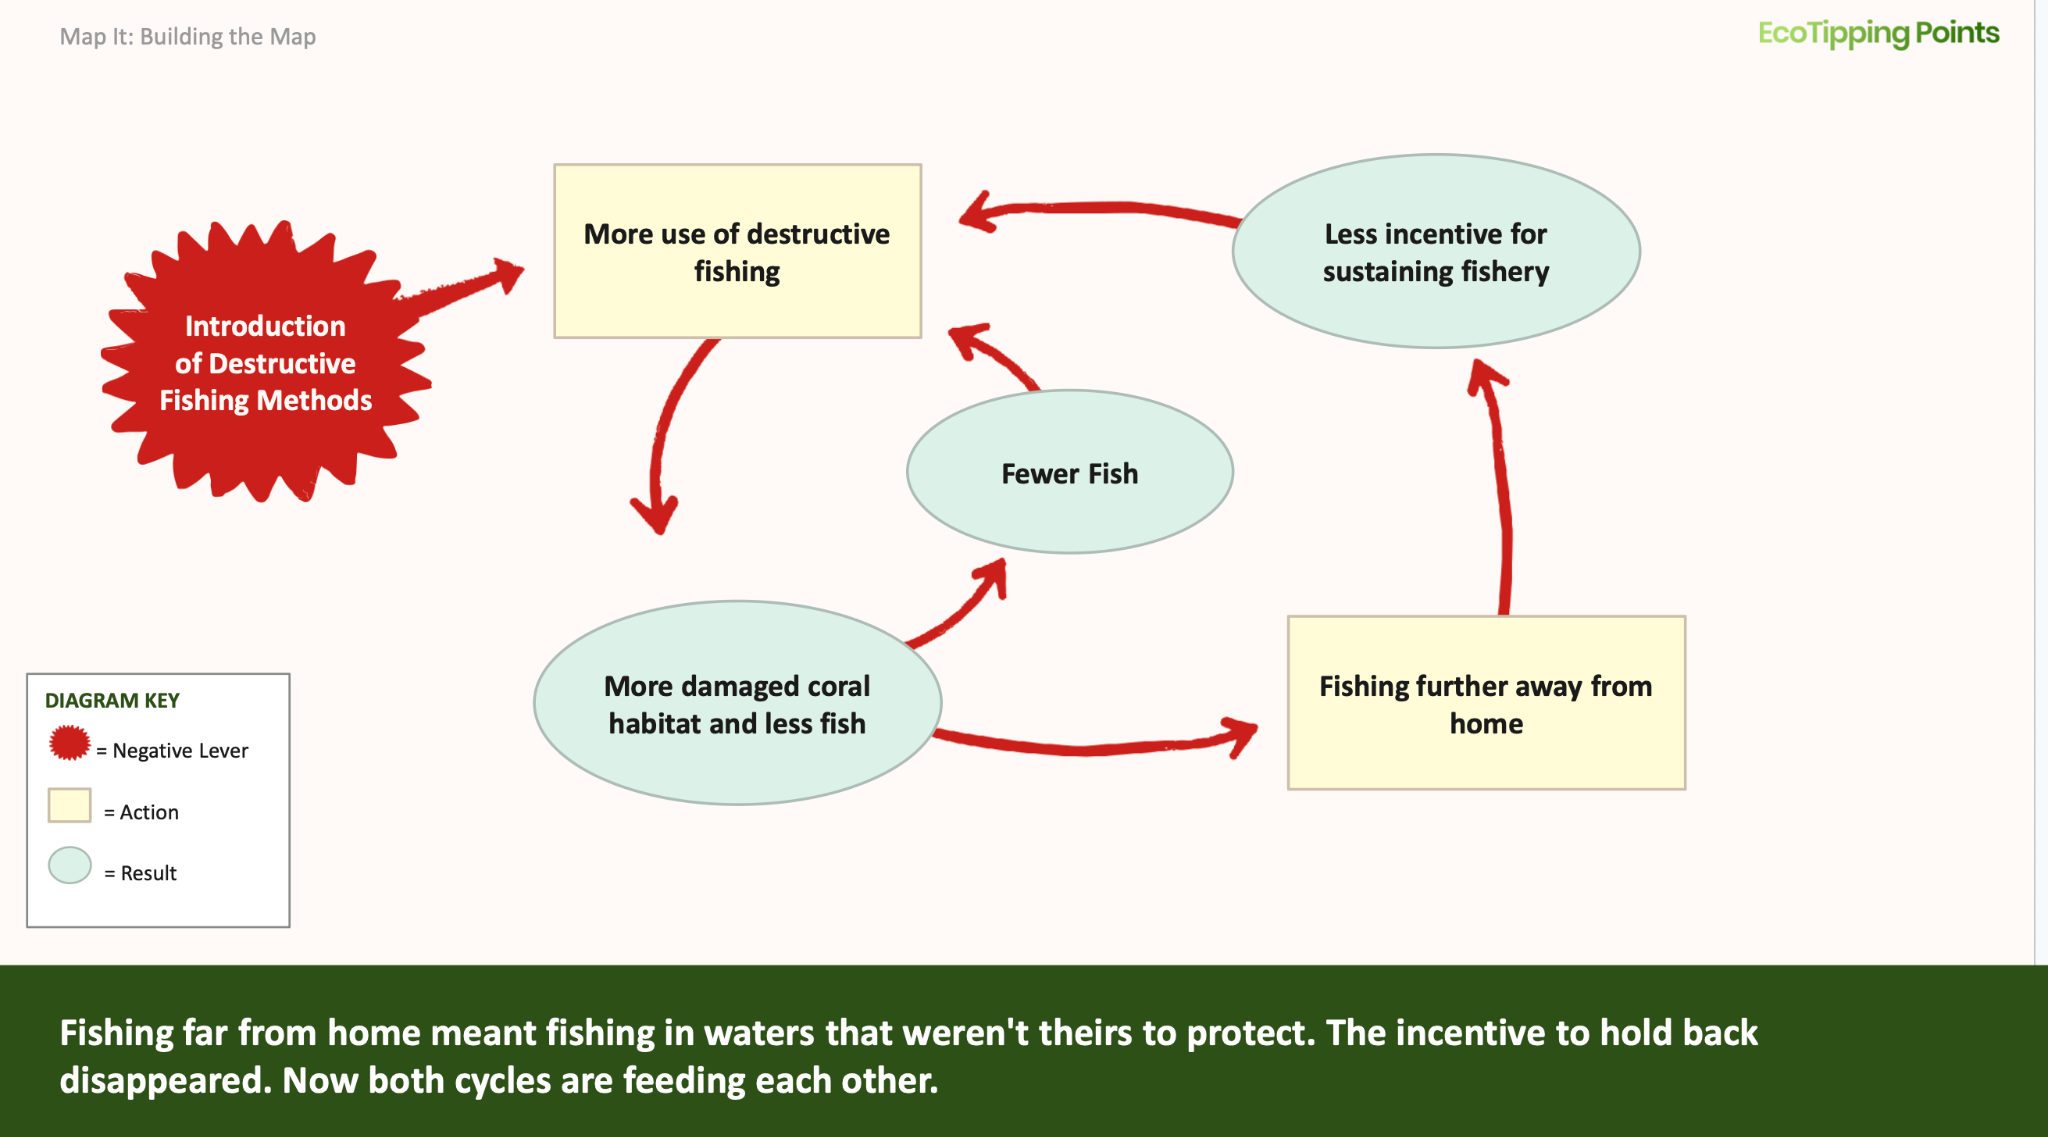 Map It: Building the Map
EcoTipping Points
More use of destructive
fishing
Less incentive for
sustaining fishery
Introduction
of Destructive
Fishing Methods
Fewer Fish
More damaged coral
habitat and less fish
Fishing further away from
home
DIAGRAM KEY
= Negative Lever
= Action
= Result
Fishing far from home meant fishing in waters that weren't theirs to protect. The incentive to hold back
disappeared. Now both cycles are feeding each other.